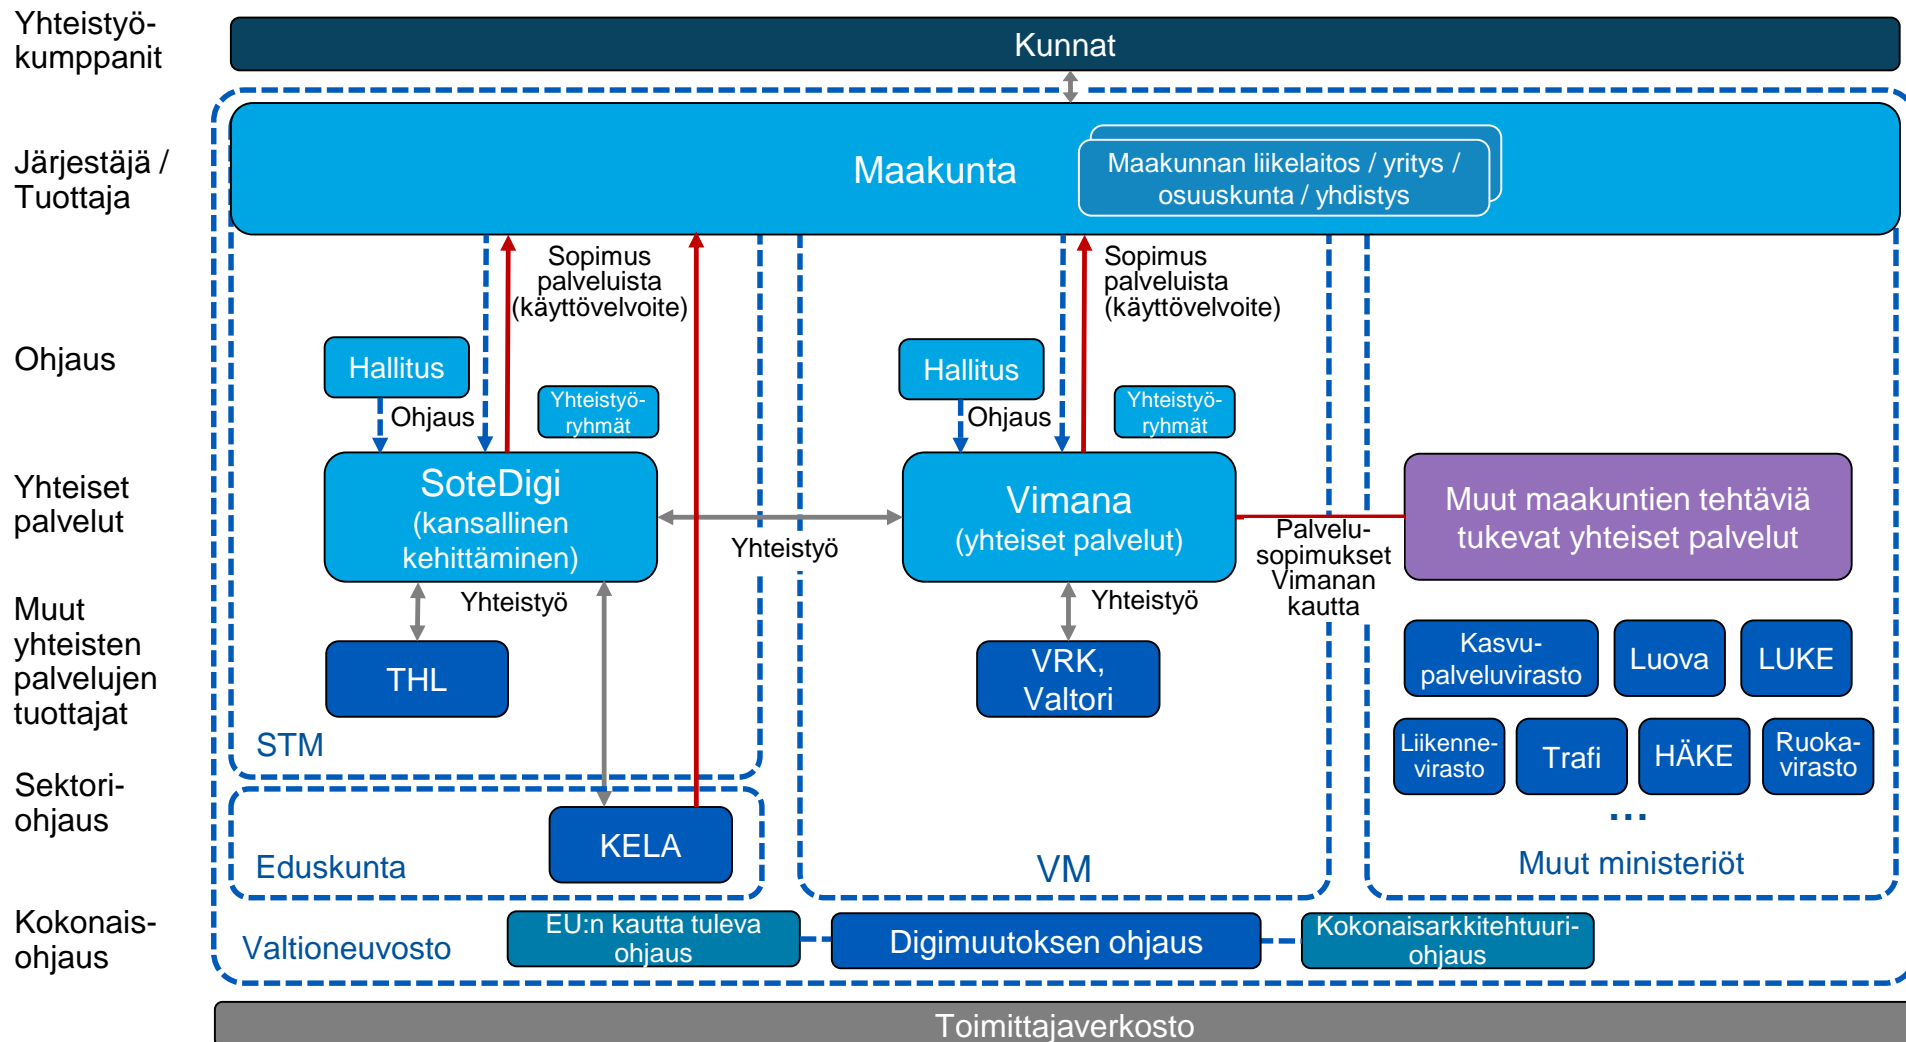 Yhteistyö-
kumppanit
Kunnat
Järjestäjä /
Tuottaja
Maakunta
Maakunnan liikelaitos / yritys /
osuuskunta / yhdistys
Sopimus
palveluista
(käyttövelvoite)
Sopimus
palveluista
(käyttövelvoite)
Ohjaus
Hallitus
Ohjaus
Yhteistyö-
ryhmät
Hallitus
Ohjaus
Yhteistyö-
ryhmät
Yhteiset
palvelut
SoteDigi
(kansallinen
kehittäminen)
Yhteistyö
Vimana
(yhteiset palvelut)
Palvelu-
sopimukset
Vimanan
kautta
Muut maakuntien tehtäviä
tukevat yhteiset palvelut
Muut
yhteisten
palvelujen
tuottajat
Yhteistyö
THL
STM
Yhteistyö
VRK,
Valtori
Kasvu-
palveluvirasto
Luova
LUKE
Liikenne-
virasto
Trafi
HÄKE
Ruoka-
virasto
...
Sektori-
ohjaus
KELA
Eduskunta
VM
Muut ministeriöt
Kokonais-
ohjaus
Valtioneuvosto
EU:n kautta tuleva
ohjaus
Digimuutoksen ohjaus
Kokonaisarkkitehtuuri-
ohjaus
Toimittajaverkosto